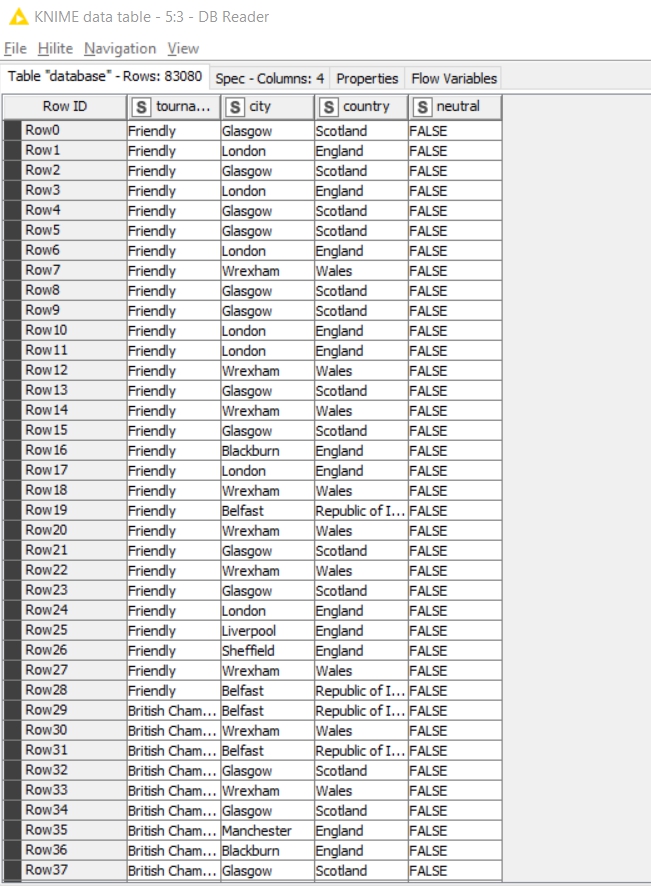 KNIME data table - 5:3 - DB Reader
File Hilite Navigation View
Table "database" - Rows: 83080 Spec - Columns: 4 Properties Flow Variables
Row ID S tourna... S city S country S neutral
Row0 Friendly Glasgow Scotland FALSE
Row1 Friendly London England FALSE
Row2 Friendly Glasgow Scotland FALSE
Row3 Friendly London England FALSE
Row4 Friendly Glasgow Scotland FALSE
Row5 Friendly Glasgow Scotland FALSE
Row6 Friendly London England FALSE
Row7 Friendly Wrexham Wales FALSE
Row8 Friendly Glasgow Scotland FALSE
Row9 Friendly Glasgow Scotland FALSE
Row10 Friendly London England FALSE
Row11 Friendly London England FALSE
Row12 Friendly Wrexham Wales FALSE
Row13 Friendly Glasgow Scotland FALSE
Row14 Friendly Wrexham Wales FALSE
Row15 Friendly Glasgow Scotland FALSE
Row16 Friendly Blackburn England FALSE
Row17 Friendly London England FALSE
Row18 Friendly Wrexham Wales FALSE
Row19 Friendly Belfast Republic of I... FALSE
Row20 Friendly Wrexham Wales FALSE
Row21 Friendly Glasgow Scotland FALSE
Row22 Friendly Wrexham Wales FALSE
Row23 Friendly Glasgow Scotland FALSE
Row24 Friendly London England FALSE
Row25 Friendly Liverpool England FALSE
Row26 Friendly Sheffield England FALSE
Row27 Friendly Wrexham Wales FALSE
Row28 Friendly Belfast Republic of I... FALSE
Row29 British Cham... Belfast Republic of I... FALSE
Row30 British Cham... Wrexham Wales FALSE
Row31 British Cham... Belfast Republic of I... FALSE
Row32 British Cham... Glasgow Scotland FALSE
Row33 British Cham... Wrexham Wales FALSE
Row34 British Cham... Glasgow Scotland FALSE
Row35 British Cham... Manchester England FALSE
Row36 British Cham... Blackburn England FALSE
Row37 British Cham... Glasgow Scotland FALSE